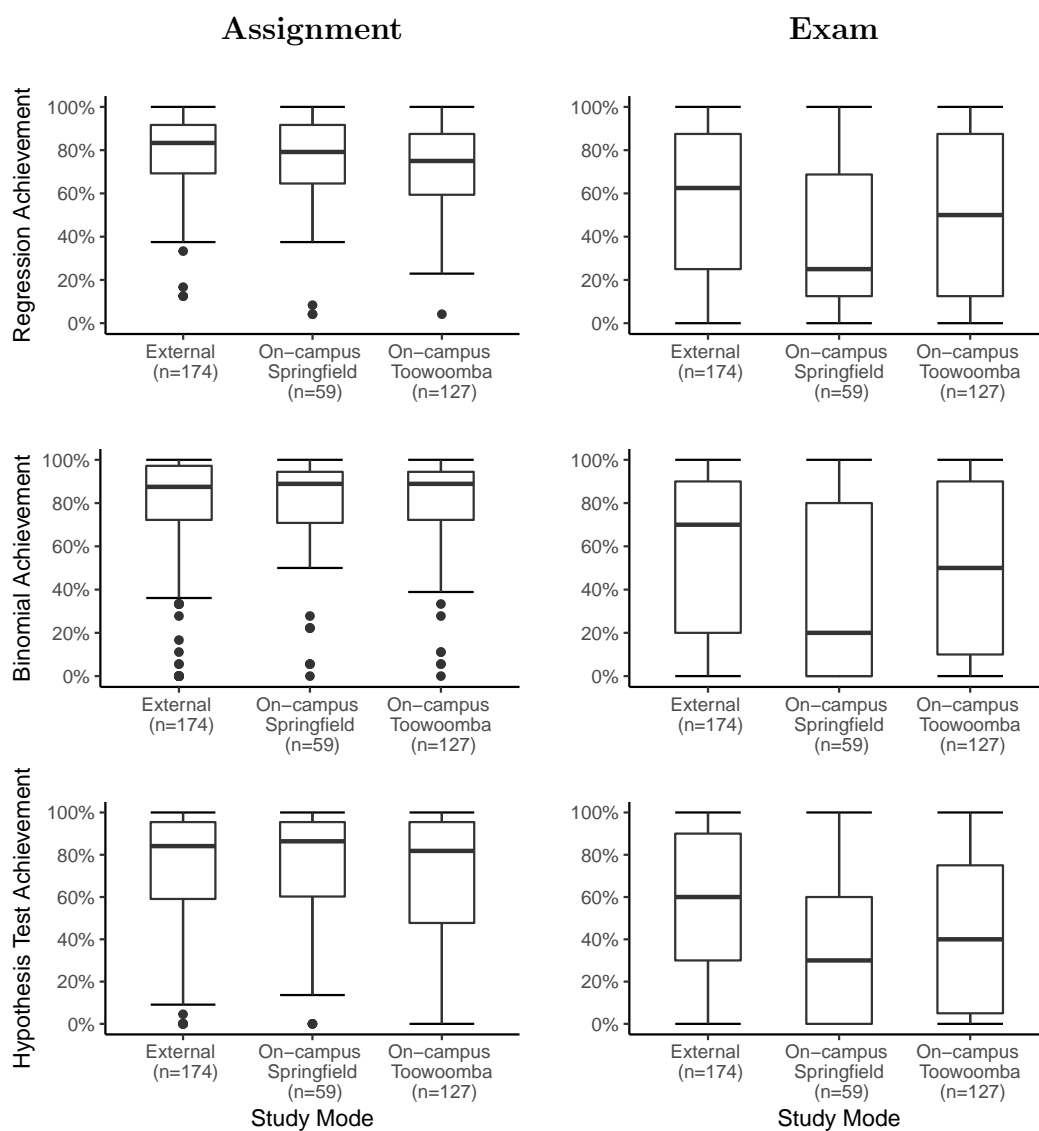 Assignment
Exam
Regression Achievement
100%
80%
60%
40%
20%
0%
External
(n=174)
On−campus
Springfield
(n=59)
On−campus
Toowoomba
(n=127)
100%
80%
60%
40%
20%
0%
External
(n=174)
On−campus
Springfield
(n=59)
On−campus
Toowoomba
(n=127)
Binomial Achievement
100%
80%
60%
40%
20%
0%
External
(n=174)
On−campus
Springfield
(n=59)
On−campus
Toowoomba
(n=127)
100%
80%
60%
40%
20%
0%
External
(n=174)
On−campus
Springfield
(n=59)
On−campus
Toowoomba
(n=127)
Hypothesis Test Achievement
100%
80%
60%
40%
20%
0%
External
(n=174)
On−campus
Springfield
(n=59)
On−campus
Toowoomba
(n=127)
Study Mode
100%
80%
60%
40%
20%
0%
External
(n=174)
On−campus
Springfield
(n=59)
On−campus
Toowoomba
(n=127)
Study Mode